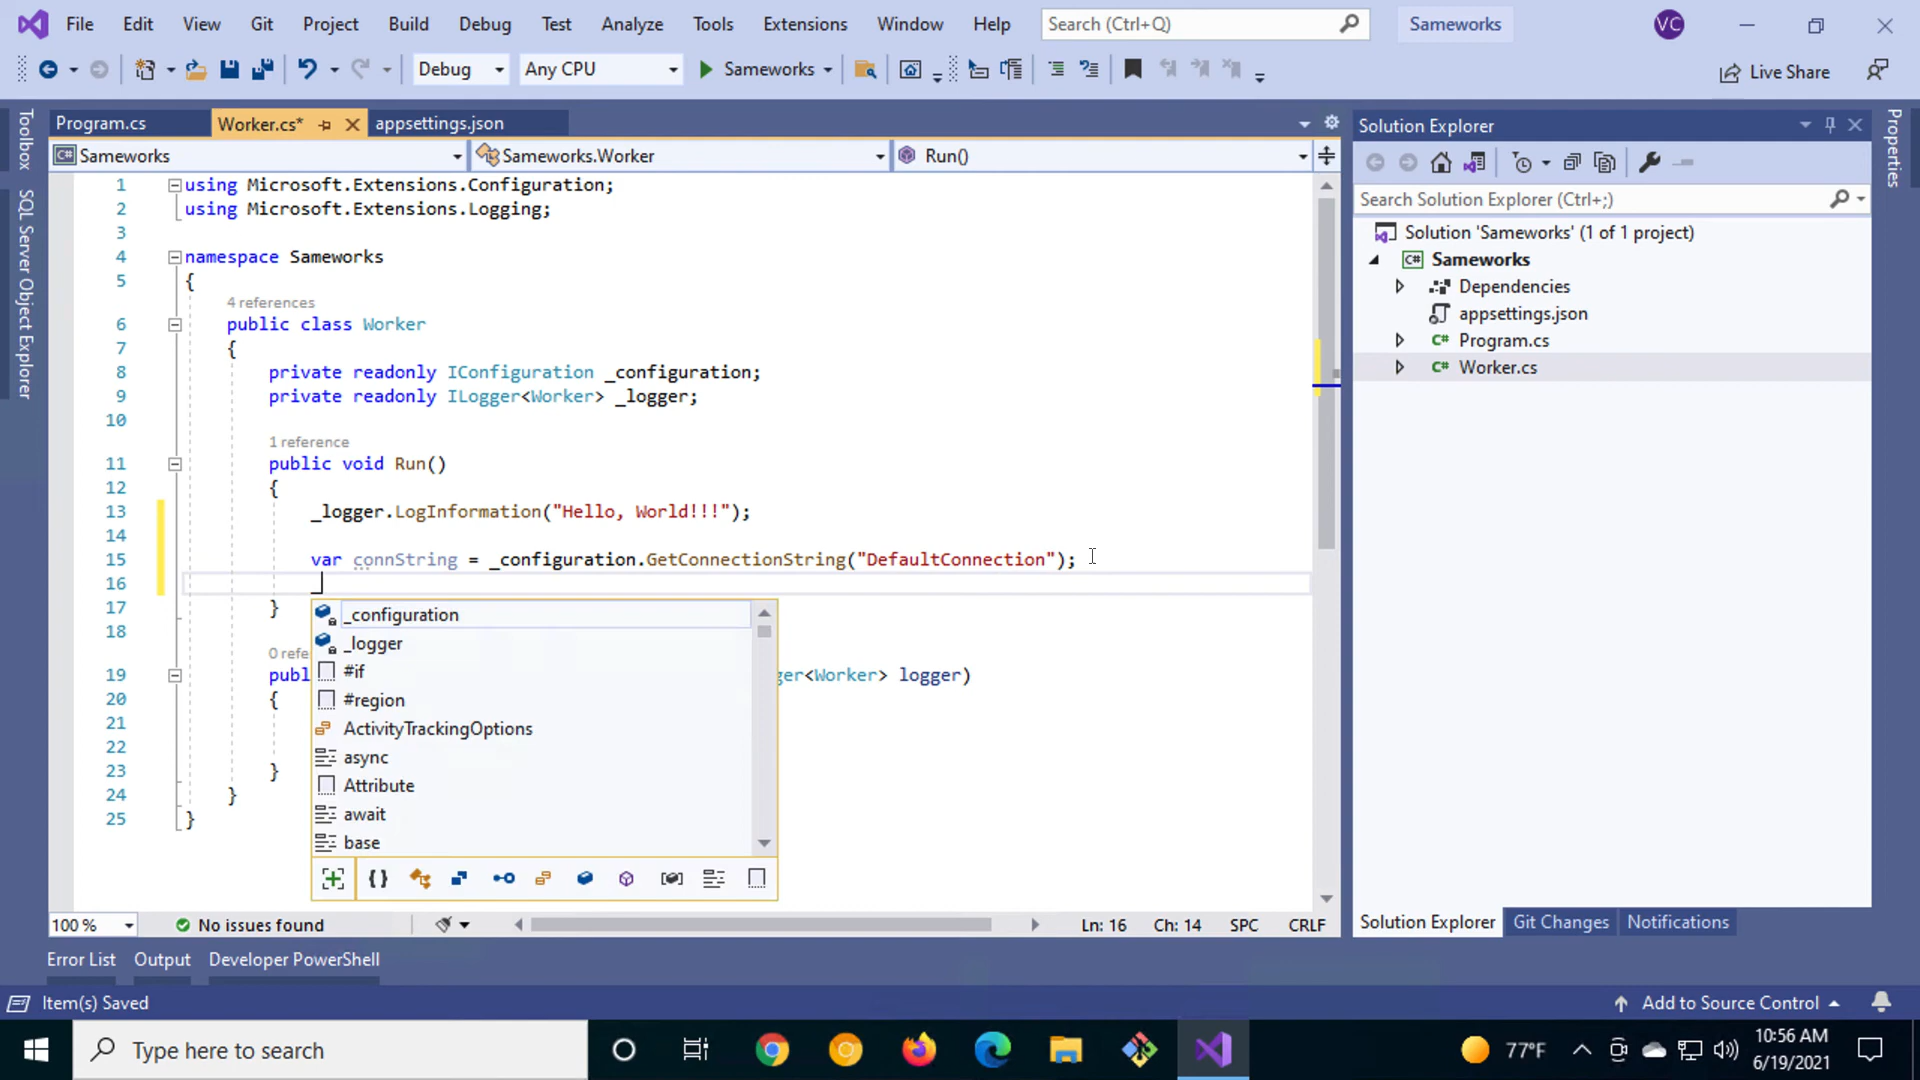 File Edit View Git Project Build Debug Test Analyze Tools Extensions Window Help Search (Ctrl+Q) Sameworks VC
Debug Any CPU Sameworks Live Share
Toolbox
SQL Server Object Explorer
Program.cs Worker.cs* appsettings.json
Sameworks Sameworks.Worker Run()
1 using Microsoft.Extensions.Configuration;
2 using Microsoft.Extensions.Logging;
3
4 namespace Sameworks
5 {
4 references
6 public class Worker
7 {
8 private readonly IConfiguration _configuration;
9 private readonly ILogger<Worker> _logger;
10
1 reference
11 public void Run()
12 {
13 _logger.LogInformation("Hello, World!!!");
14
15 var connString = _configuration.GetConnectionString("DefaultConnection");
16 _
17 }
18
0 refe
19 publ ger<Worker> logger)
20 {
21
22
23 }
24 }
25 }
_configuration
_logger
#if
#region
ActivityTrackingOptions
async
Attribute
await
base
100 % No issues found Ln: 16 Ch: 14 SPC CRLF
Solution Explorer
Search Solution Explorer (Ctrl+;)
Solution 'Sameworks' (1 of 1 project)
C# Sameworks
Dependencies
appsettings.json
C# Program.cs
C# Worker.cs
Solution Explorer Git Changes Notifications
Properties
Error List Output Developer PowerShell
Item(s) Saved Add to Source Control
Type here to search 77°F 10:56 AM
6/19/2021